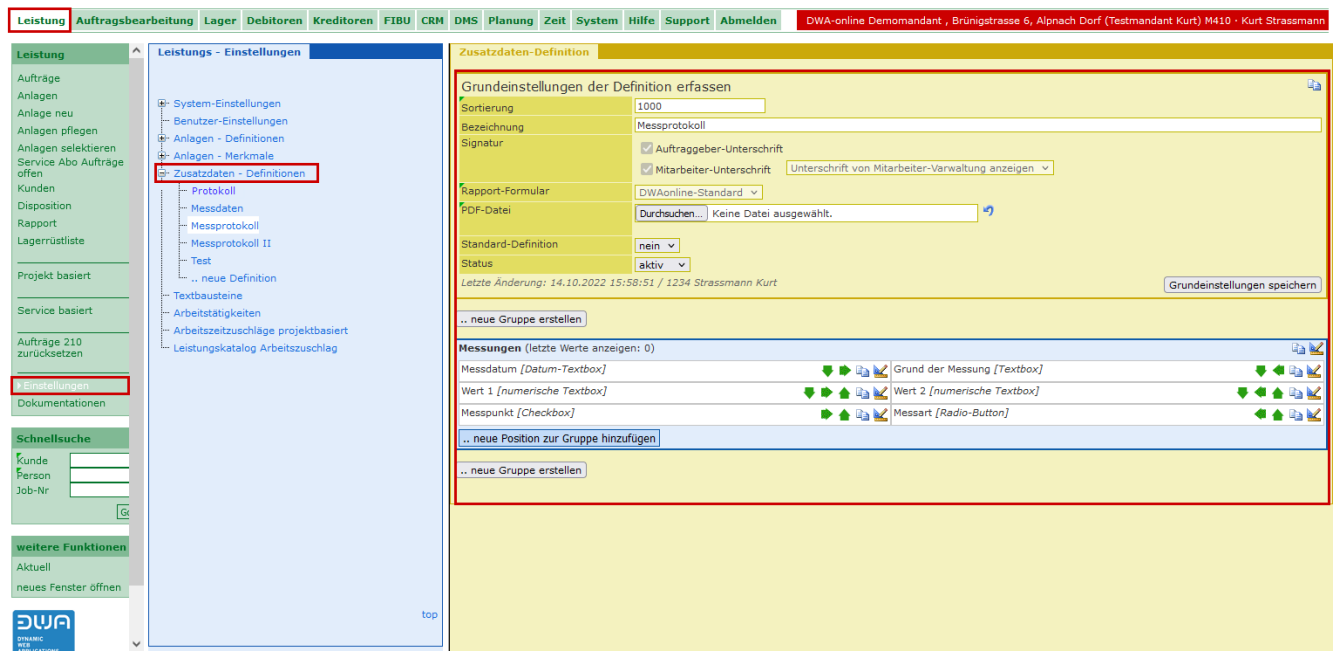 Leistung Auftragsbearbeitung Lager Debitoren Kreditoren FIBU CRM DMS Planung Zeit System Hilfe Support Abmelden DWA-online Demomandant , Brünigstrasse 6, Alpnach Dorf (Testmandant Kurt) M410 · Kurt Strassmann
Leistung
Aufträge
Anlagen
Anlage neu
Anlagen pflegen
Anlagen selektieren
Service Abo Aufträge
offen
Kunden
Disposition
Rapport
Lagerrüstliste
Projekt basiert
Service basiert
Aufträge 210
zurücksetzen
Einstellungen
Dokumentationen
Schnellsuche
Kunde
Person
Job-Nr
weitere Funktionen
Aktuell
neues Fenster öffnen
DWA
DYNAMIC
WEB
APPLICATIONS
Leistungs - Einstellungen
System-Einstellungen
Benutzer-Einstellungen
Anlagen - Definitionen
Anlagen - Merkmale
Zusatzdaten - Definitionen
Protokoll
Messdaten
Messprotokoll
Messprotokoll II
Test
.. neue Definition
Textbausteine
Arbeitstätigkeiten
Arbeitszeitzuschläge projektbasiert
Leistungskatalog Arbeitszuschlag
top
Zusatzdaten-Definition
Grundeinstellungen der Definition erfassen
Sortierung 1000
Bezeichnung Messprotokoll
Signatur
Auftraggeber-Unterschrift
Mitarbeiter-Unterschrift Unterschrift von Mitarbeiter-Varwaltung anzeigen
Rapport-Formular DWAonline-Standard
PDF-Datei Durchsuchen... Keine Datei ausgewählt.
Standard-Definition nein
Status aktiv
Letzte Änderung: 14.10.2022 15:58:51 / 1234 Strassmann Kurt Grundeinstellungen speichern
.. neue Gruppe erstellen
Messungen (letzte Werte anzeigen: 0)
Messdatum [Datum-Textbox] Grund der Messung [Textbox]
Wert 1 [numerische Textbox] Wert 2 [numerische Textbox]
Messpunkt [Checkbox] Messart [Radio-Button]
.. neue Position zur Gruppe hinzufügen
.. neue Gruppe erstellen